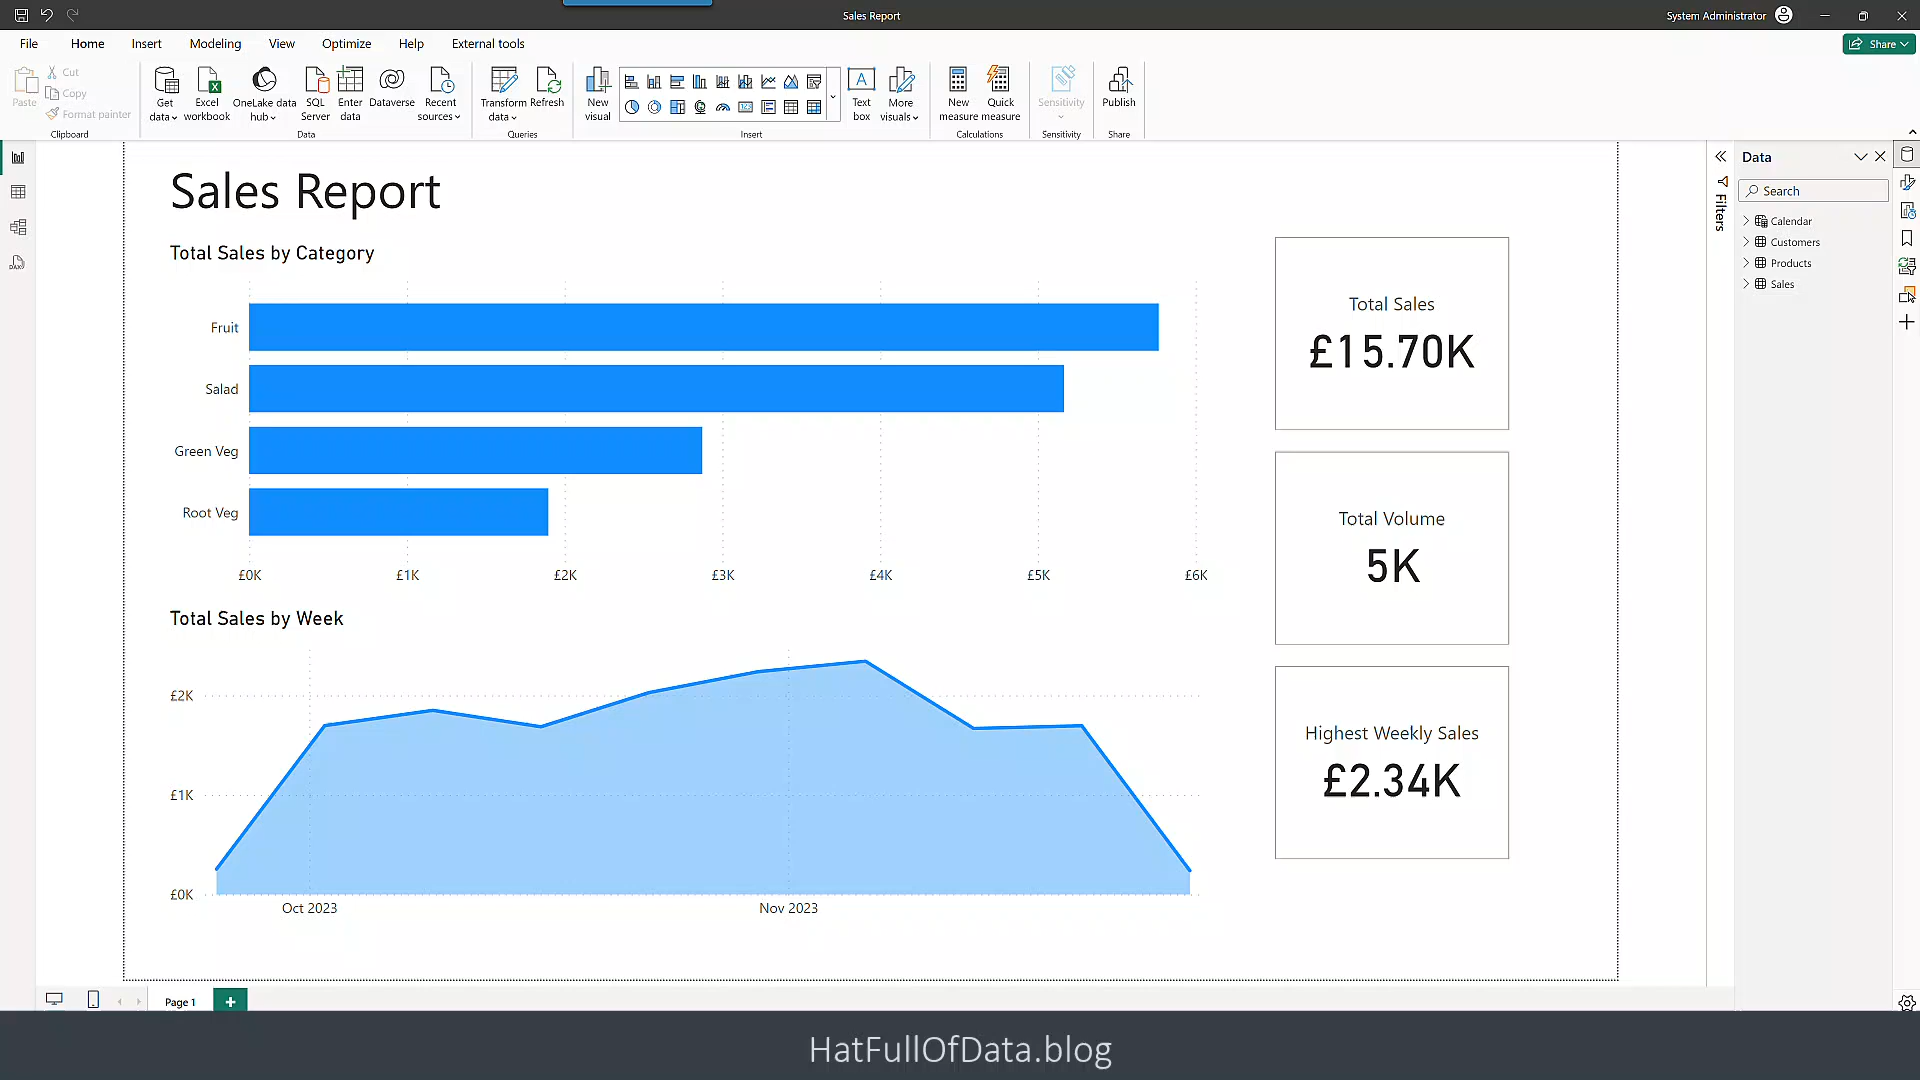 Sales Report
System Administrator
File Home Insert Modeling View Optimize Help External tools
Share
Paste
Cut
Copy
Format painter
Clipboard
Get data
Excel workbook
OneLake data hub
SQL Server
Enter data
Dataverse
Recent sources
Data
Transform data
Refresh
Queries
New visual
Text box
More visuals
Insert
New measure
Quick measure
Calculations
Sensitivity
Sensitivity
Publish
Share
Sales Report
Total Sales by Category
Fruit
Salad
Green Veg
Root Veg
£0K £1K £2K £3K £4K £5K £6K
Total Sales by Week
£2K
£1K
£0K
Oct 2023 Nov 2023
Total Sales
£15.70K
Total Volume
5K
Highest Weekly Sales
£2.34K
Filters
Data
Search
Calendar
Customers
Products
Sales
Page 1
HatFullOfData.blog